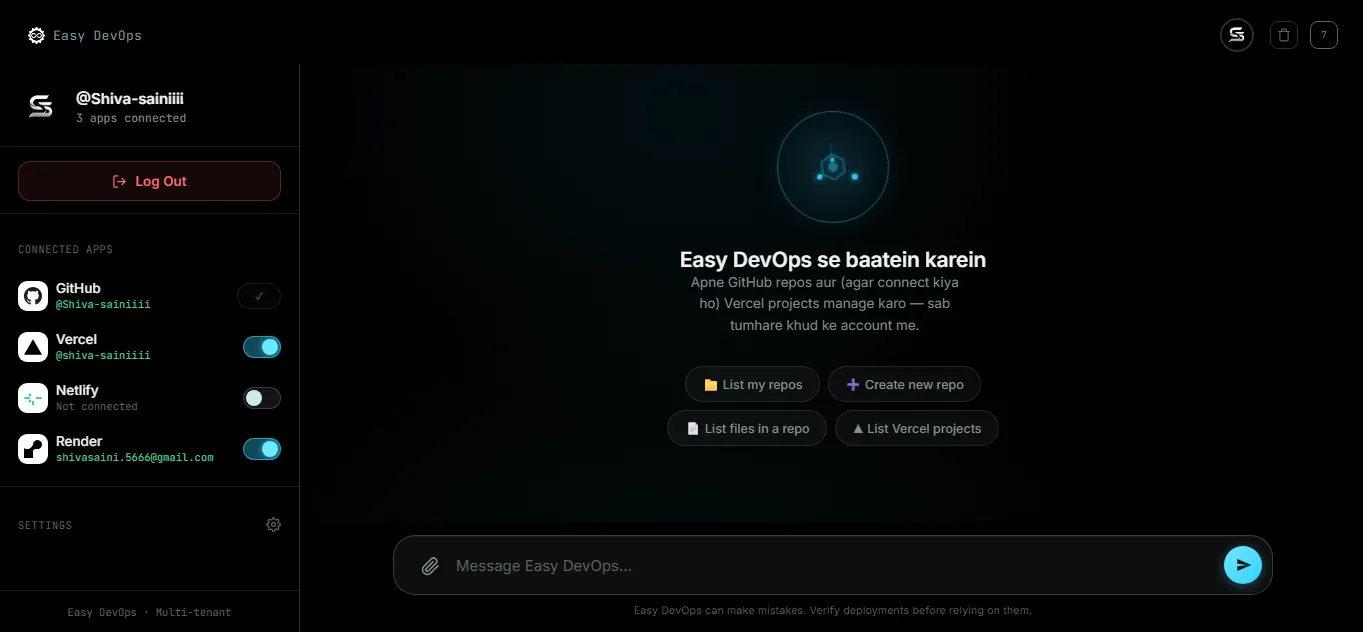 Easy DevOps
7
@Shiva-sainiiii
3 apps connected
Log Out
CONNECTED APPS
GitHub
@Shiva-sainiiii
✓
Vercel
@shiva-sainiiii
Netlify
Not connected
Render
shivasaini.5666@gmail.com
SETTINGS
Easy DevOps · Multi-tenant
Easy DevOps se baatein karein
Apne GitHub repos aur (agar connect kiya
ho) Vercel projects manage karo — sab
tumhare khud ke account me.
📁 List my repos
➕ Create new repo
📄 List files in a repo
▲ List Vercel projects
Message Easy DevOps...
Easy DevOps can make mistakes. Verify deployments before relying on them.